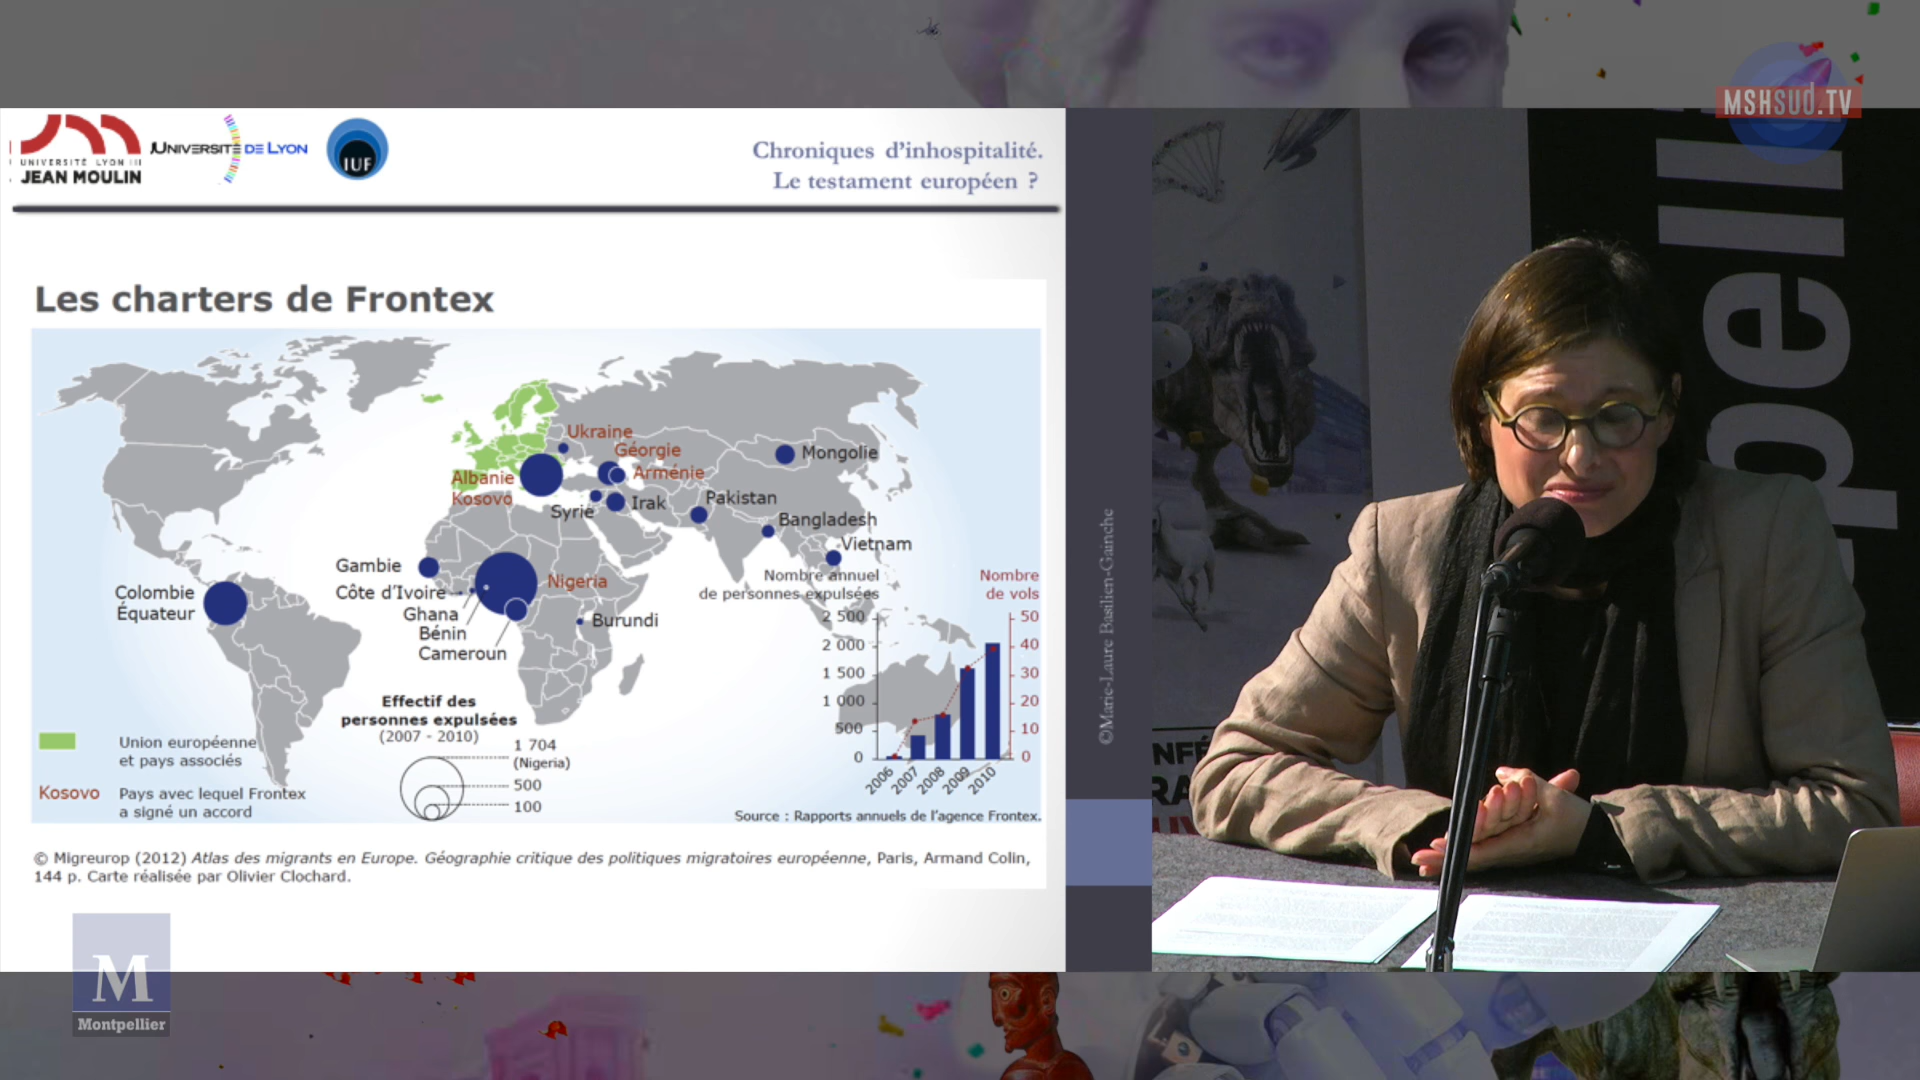 MSHSUD.TV
UNIVERSITÉ LYON III
JEAN MOULIN
UNIVERSITÉ DE LYON
IUF
Chroniques d'inhospitalité.
Le testament européen ?
Les charters de Frontex
Ukraine
Géorgie
Arménie
Mongolie
Albanie
Kosovo
Syrie
Irak
Pakistan
Bangladesh
Vietnam
Gambie
Côte d'Ivoire
Ghana
Bénin
Cameroun
Nigeria
Burundi
Colombie
Équateur
Nombre annuel
de personnes expulsées
Nombre
de vols
2 500
2 000
1 500
1 000
500
0
50
40
30
20
10
0
2006
2007
2008
2009
2010
Effectif des
personnes expulsées
(2007 - 2010)
1 704
(Nigeria)
500
100
Union européenne
et pays associés
Kosovo
Pays avec lequel Frontex
a signé un accord
Source : Rapports annuels de l'agence Frontex.
© Migreurop (2012) Atlas des migrants en Europe. Géographie critique des politiques migratoires européenne, Paris, Armand Colin,
144 p. Carte réalisée par Olivier Clochard.
©Marie-Laure Basilien-Gainche
pelli
pe
NFÉ
RA
UV
M
Montpellier